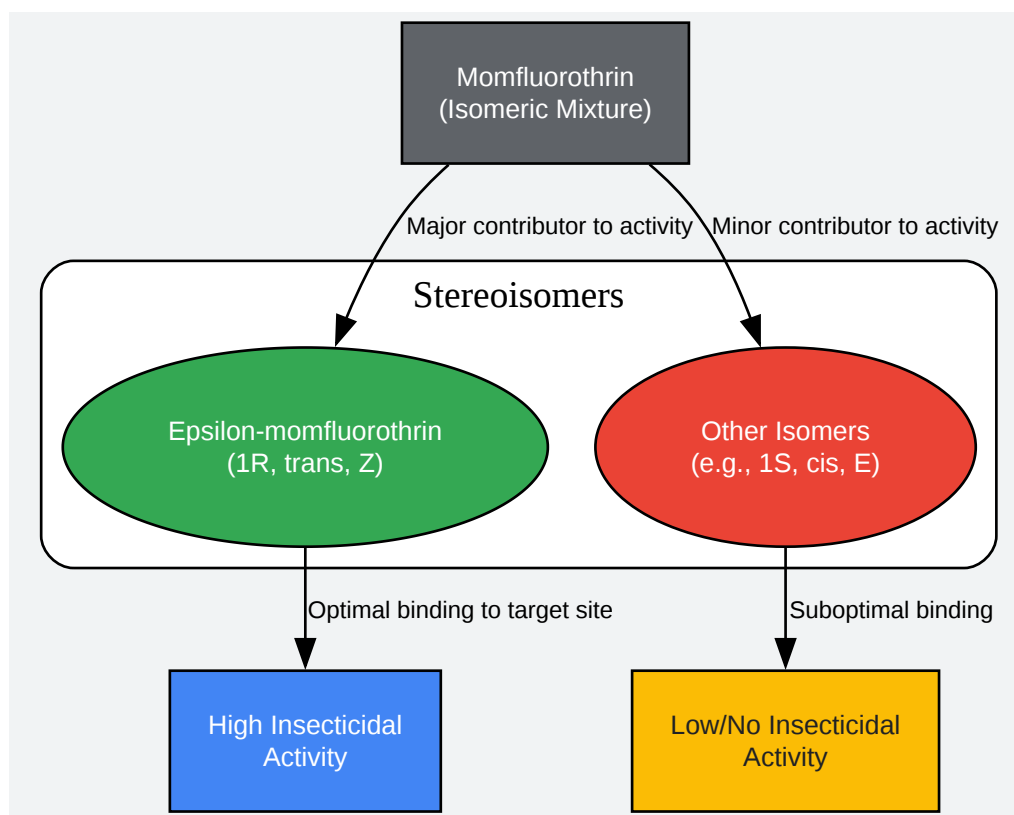 Momfluorothrin
(Isomeric Mixture)
Major contributor to activity
Minor contributor to activity
Stereoisomers
Epsilon-momfluorothrin
(1R, trans, Z)
Other Isomers
(e.g., 1S, cis, E)
Optimal binding to target site
Suboptimal binding
High Insecticidal
Activity
Low/No Insecticidal
Activity